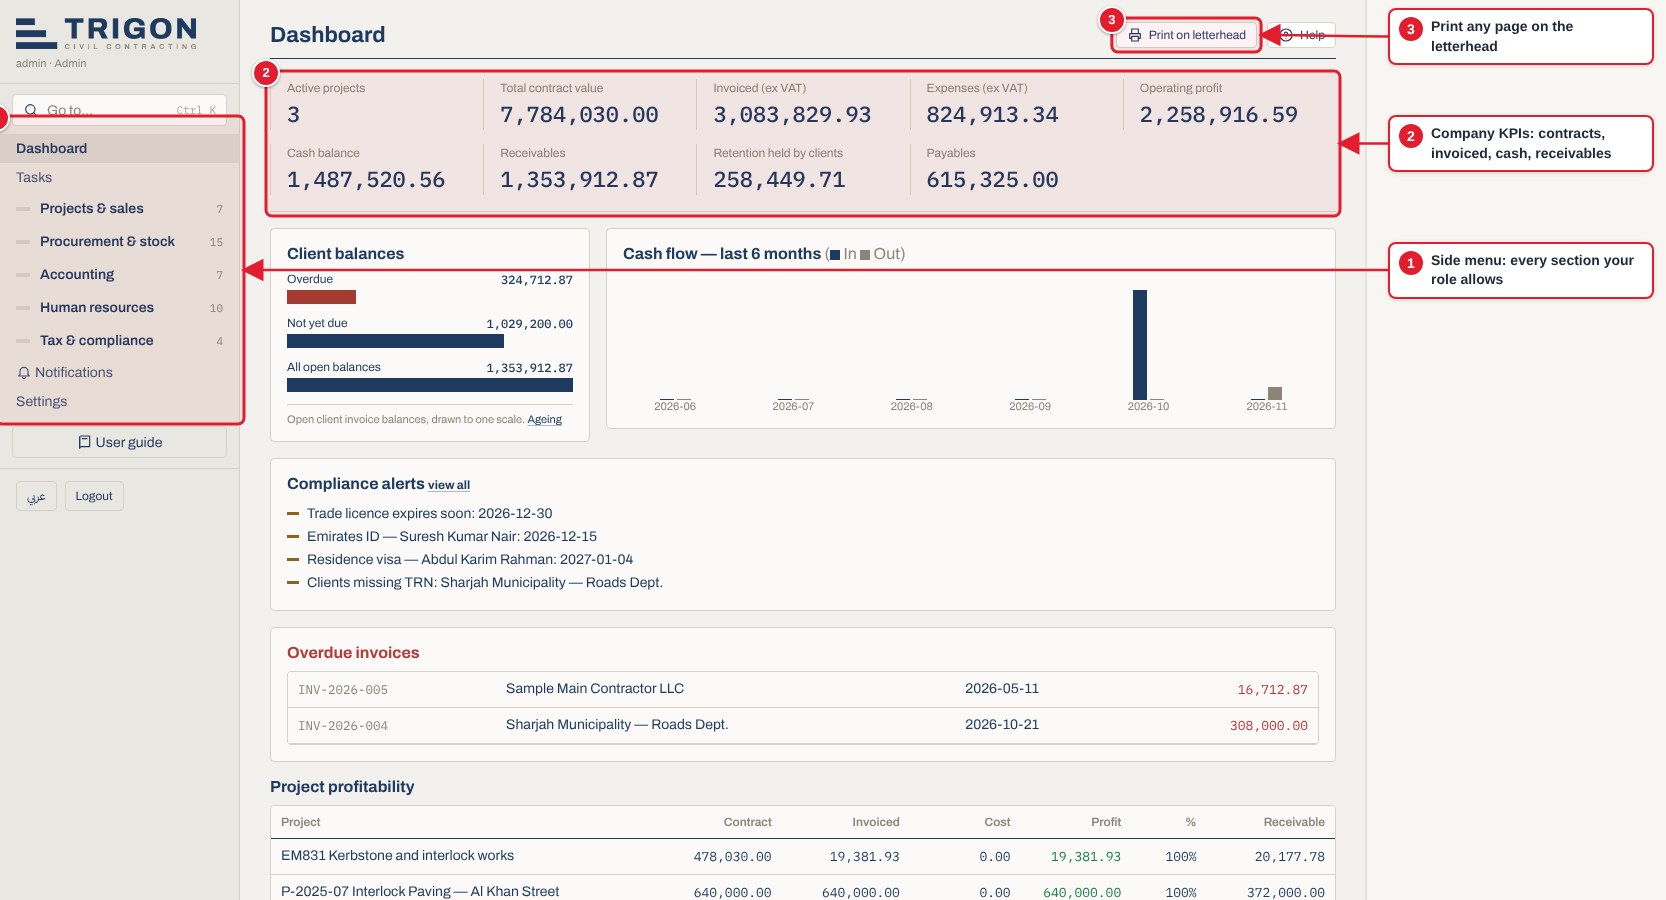 TRIGON
CIVIL CONTRACTING
admin · Admin
Go to... Ctrl K
Dashboard
Tasks
Projects & sales 7
Procurement & stock 15
Accounting 7
Human resources 10
Tax & compliance 4
Notifications
Settings
User guide
عربي Logout
Dashboard
3 Print on letterhead Help
2
Active projects Total contract value Invoiced (ex VAT) Expenses (ex VAT) Operating profit
3 7,784,030.00 3,083,829.93 824,913.34 2,258,916.59
Cash balance Receivables Retention held by clients Payables
1,487,520.56 1,353,912.87 258,449.71 615,325.00
Client balances
Overdue 324,712.87
Not yet due 1,029,200.00
All open balances 1,353,912.87
Open client invoice balances, drawn to one scale. Ageing
Cash flow — last 6 months (In Out)
2026-06 2026-07 2026-08 2026-09 2026-10 2026-11
Compliance alerts view all
Trade licence expires soon: 2026-12-30
Emirates ID — Suresh Kumar Nair: 2026-12-15
Residence visa — Abdul Karim Rahman: 2027-01-04
Clients missing TRN: Sharjah Municipality — Roads Dept.
Overdue invoices
INV-2026-005 Sample Main Contractor LLC 2026-05-11 16,712.87
INV-2026-004 Sharjah Municipality — Roads Dept. 2026-10-21 308,000.00
Project profitability
Project Contract Invoiced Cost Profit % Receivable
EM831 Kerbstone and interlock works 478,030.00 19,381.93 0.00 19,381.93 100% 20,177.78
P-2025-07 Interlock Paving — Al Khan Street 640,000.00 640,000.00 0.00 640,000.00 100% 372,000.00
3 Print any page on the
letterhead
2 Company KPIs: contracts,
invoiced, cash, receivables
1 Side menu: every section your
role allows